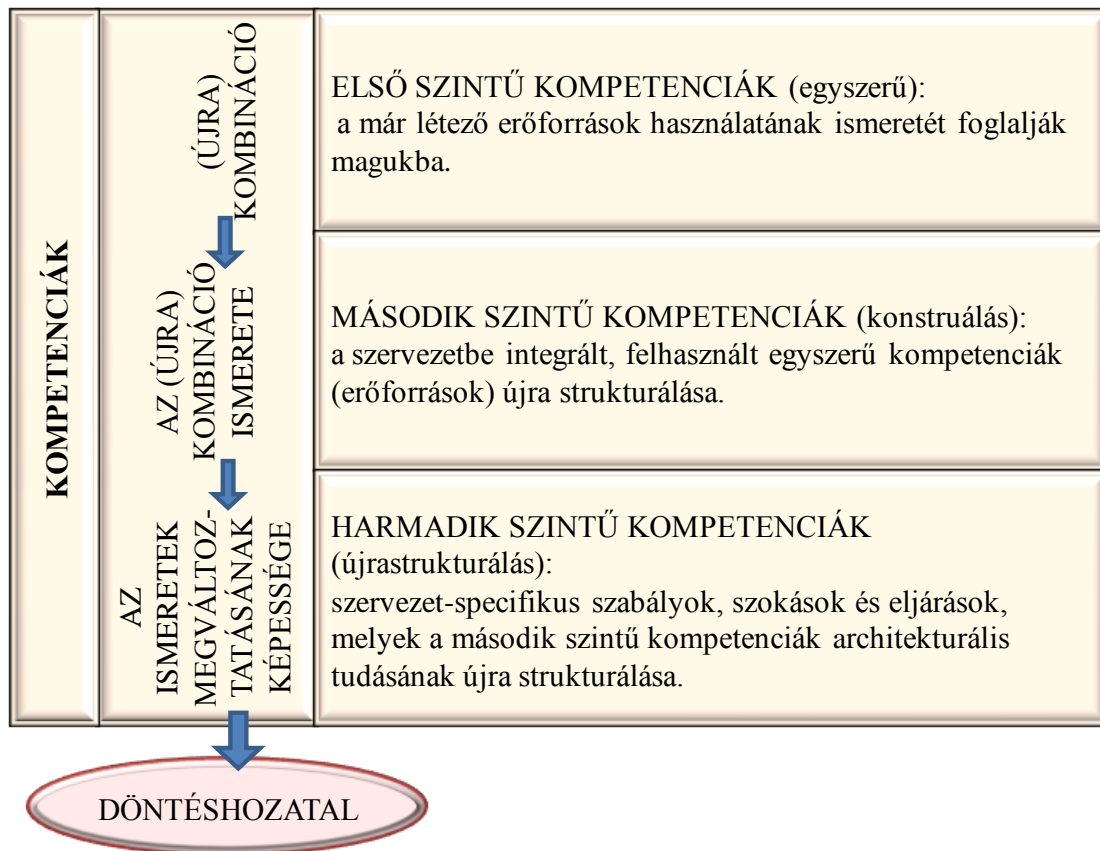 KOMPETENCIÁK
(ÚJRA)
KOMBINÁCIÓ
ELSŐ SZINTŰ KOMPETENCIÁK (egyszerű):
a már létező erőforrások használatának ismeretét foglalják
magukba.
AZ (ÚJRA)
KOMBINÁCIÓ
ISMERETE
MÁSODIK SZINTŰ KOMPETENCIÁK (konstruálás):
a szervezetbe integrált, felhasznált egyszerű kompetenciák
(erőforrások) újra strukturálása.
AZ
ISMERETEK
MEGVÁLTOZ-
TATÁSÁNAK
KÉPESSÉGE
HARMADIK SZINTŰ KOMPETENCIÁK
(újrastrukturálás):
szervezet-specifikus szabályok, szokások és eljárások,
melyek a második szintű kompetenciák architekturális
tudásának újra strukturálása.
DÖNTÉSHOZATAL